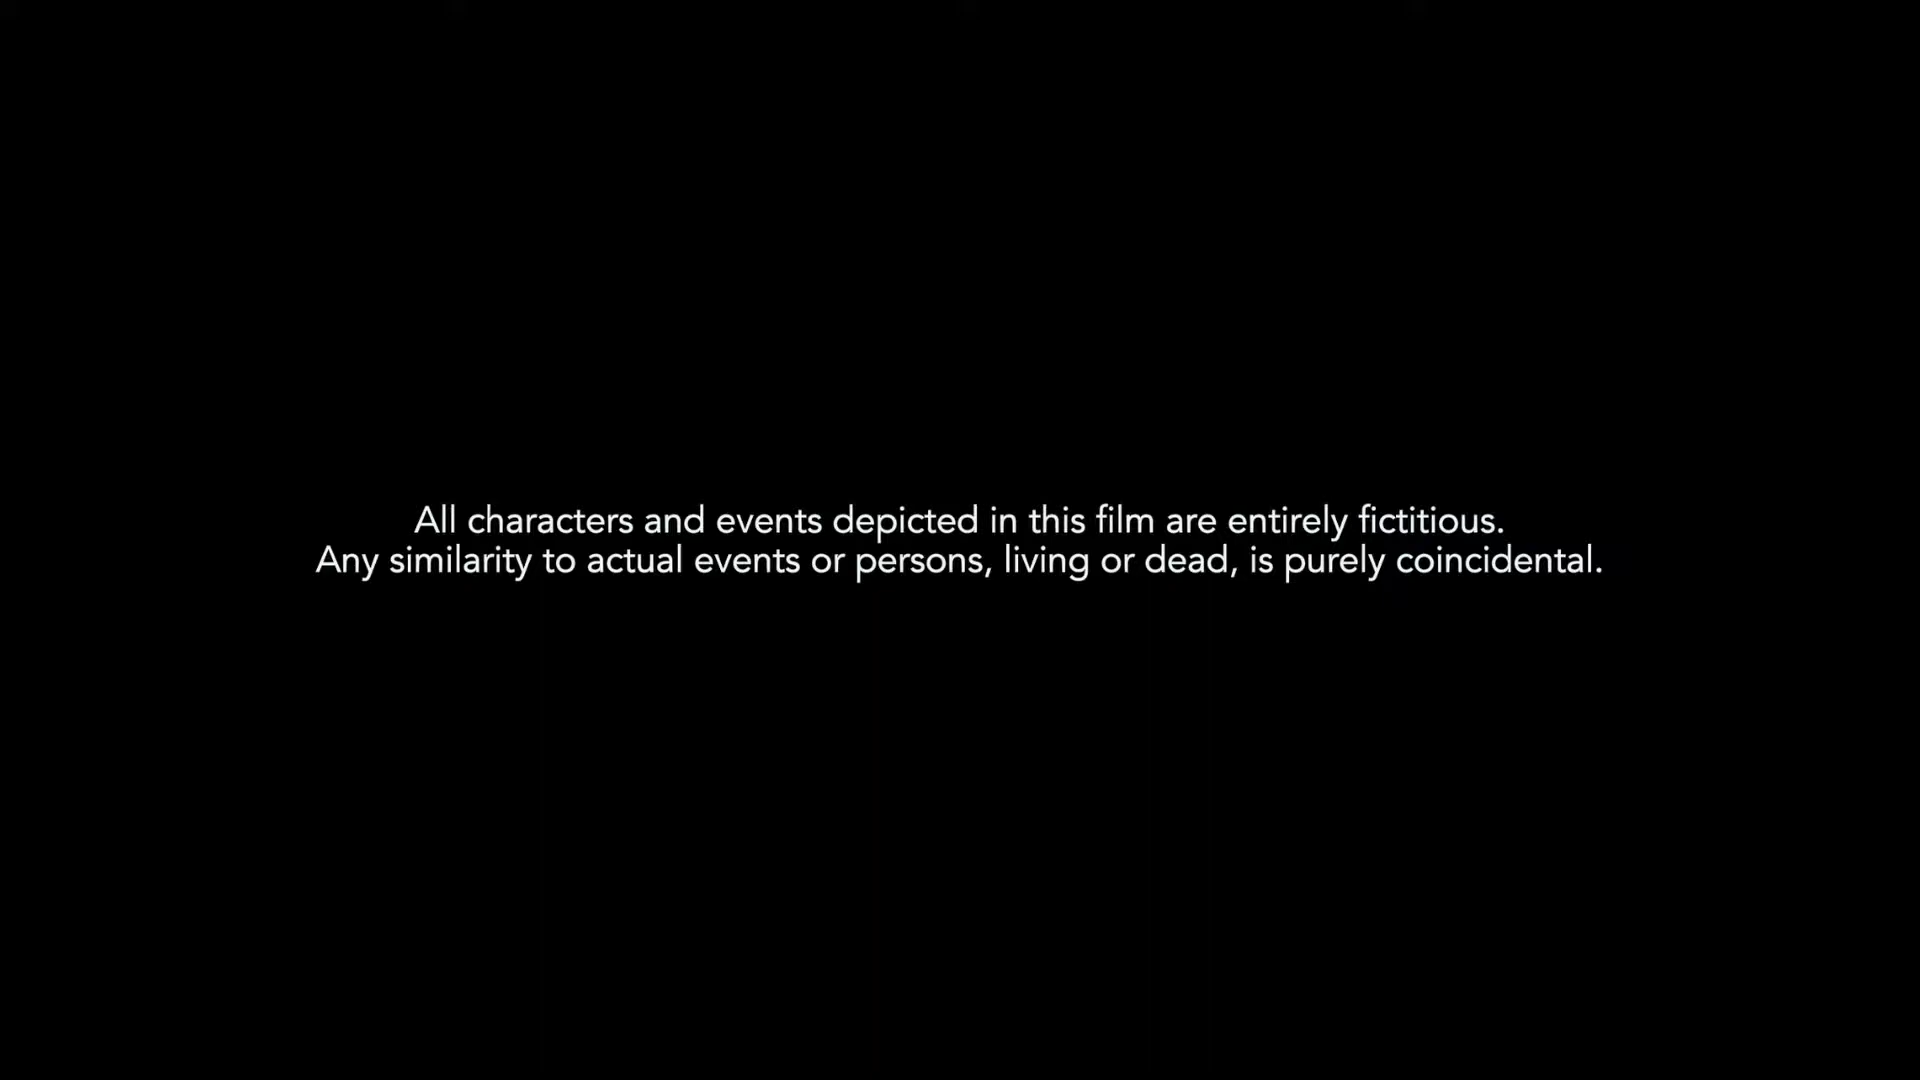 All characters and events depicted in this film are entirely fictitious.
Any similarity to actual events or persons, living or dead, is purely coincidental.